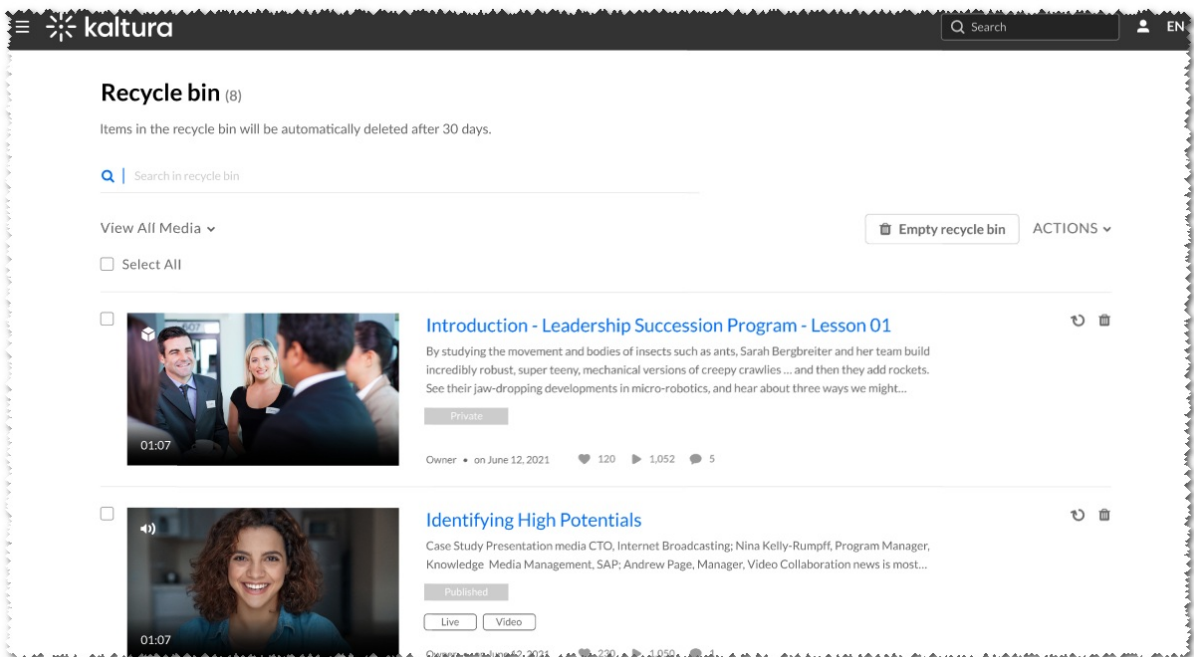 kaltura
Search
EN
Recycle bin (8)
Items in the recycle bin will be automatically deleted after 30 days.
Search in recycle bin
View All Media
Empty recycle bin
ACTIONS
Select All
607
01:07
Introduction - Leadership Succession Program - Lesson 01
By studying the movement and bodies of insects such as ants, Sarah Bergbreiter and her team build
incredibly robust, super teeny, mechanical versions of creepy crawlies ... and then they add rockets.
See their jaw-dropping developments in micro-robotics, and hear about three ways we might...
Private
Owner • on June 12, 2021 120 1,052 5
01:07
Identifying High Potentials
Case Study Presentation media CTO, Internet Broadcasting; Nina Kelly-Rumpff, Program Manager,
Knowledge Media Management, SAP; Andrew Page, Manager, Video Collaboration news is most...
Published
Live Video